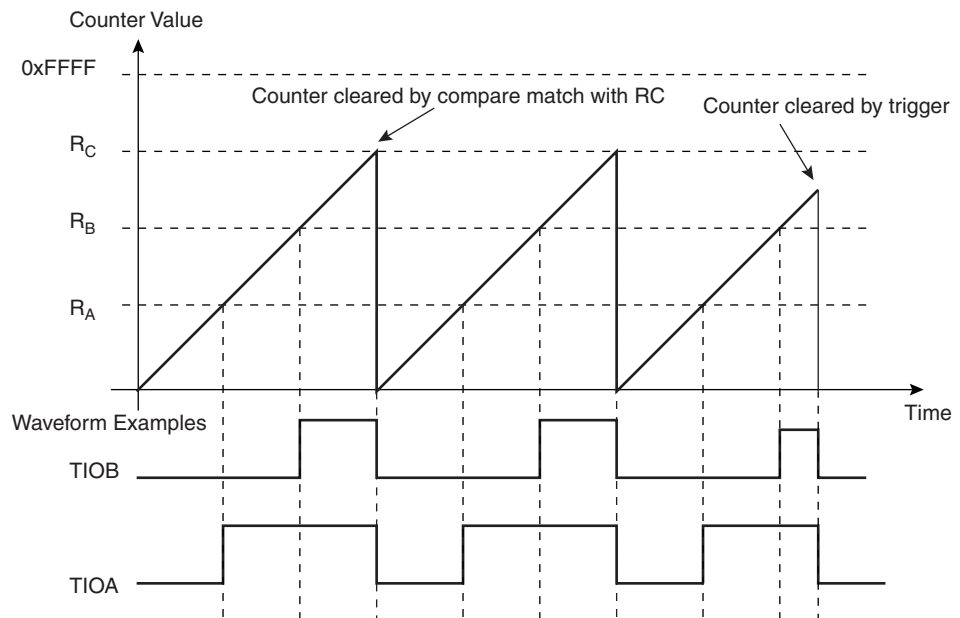 Counter Value
0xFFFF
Counter cleared by compare match with RC
Counter cleared by trigger
RC
RB
RA
Time
Waveform Examples
TIOB
TIOA